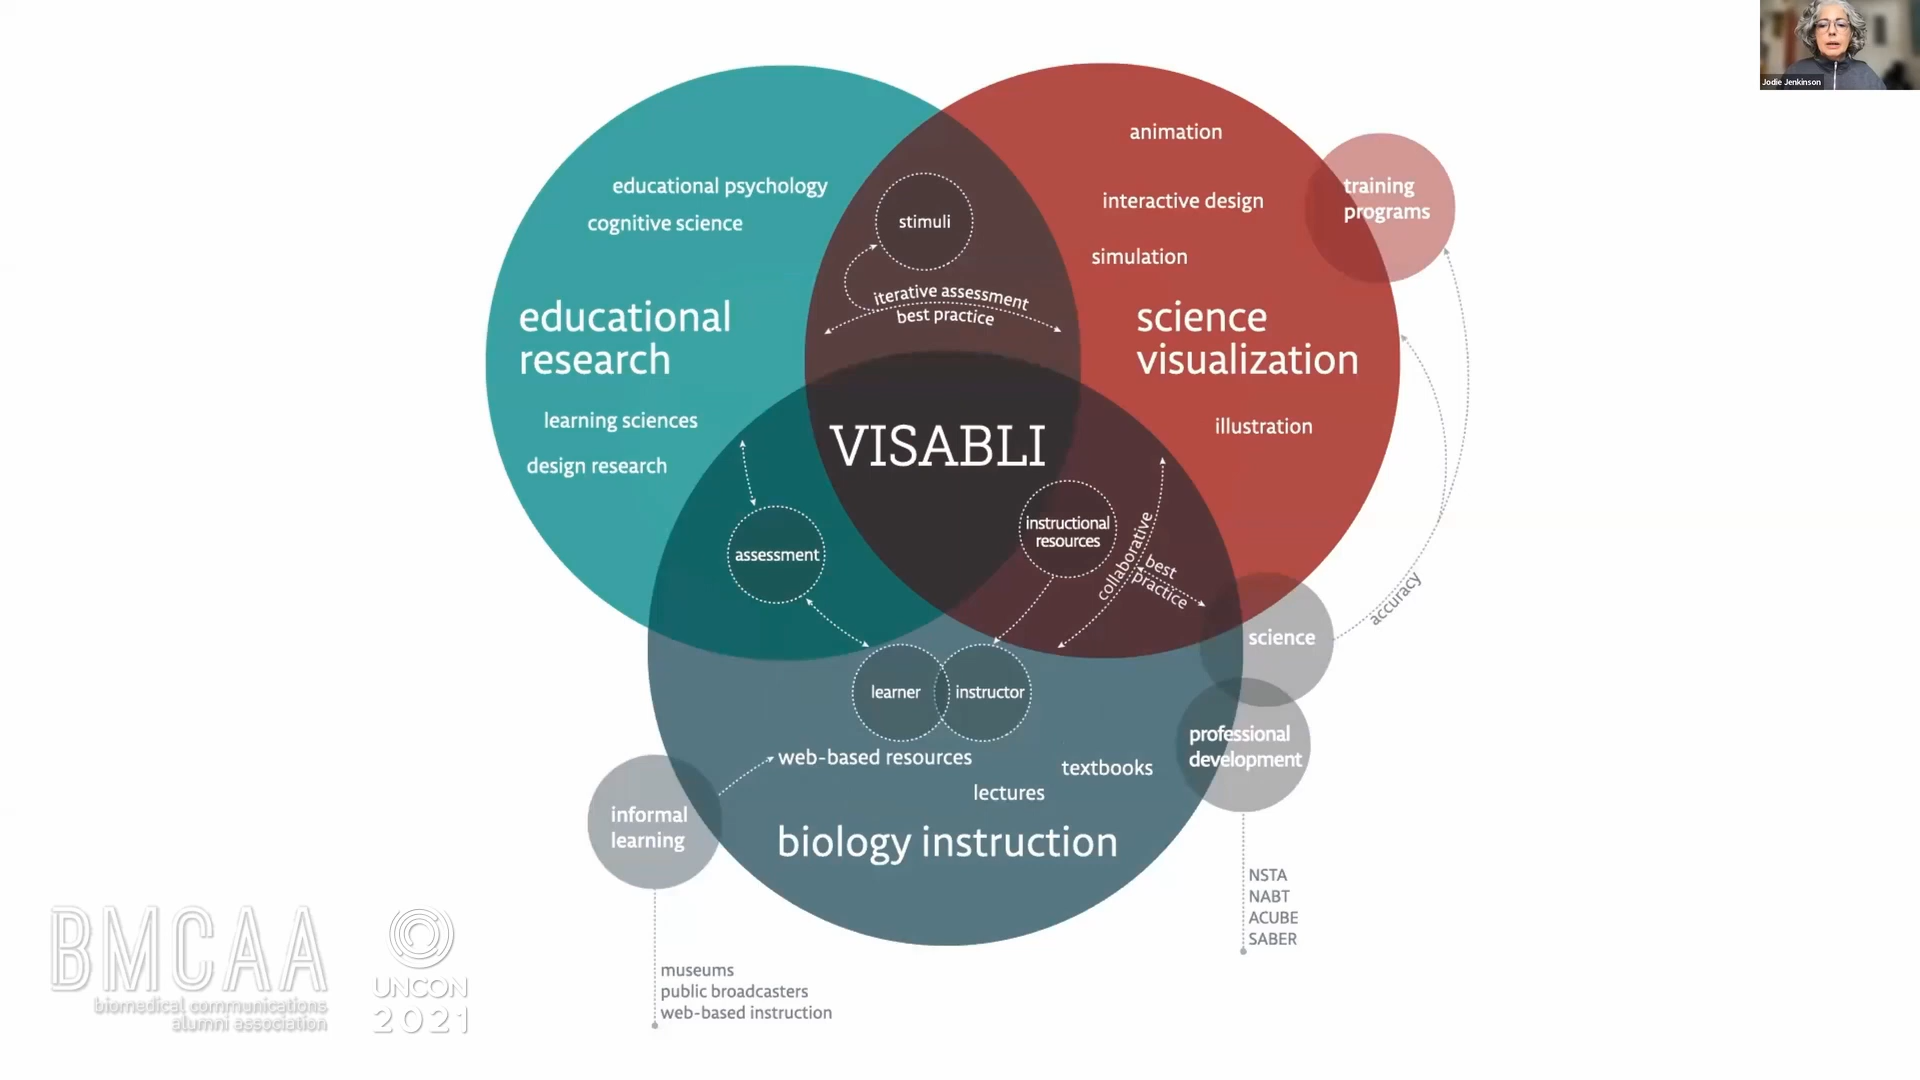 Jodie Jenkinson
animation
educational psychology
cognitive science
stimuli
interactive design
training
programs
simulation
iterative assessment
best practice
educational
research
science
visualization
learning sciences
design research
VISABLI
illustration
assessment
instructional
resources
collaborative
best
practice
accuracy
science
learner
instructor
professional
development
web-based resources
textbooks
lectures
informal
learning
biology instruction
NSTA
NABT
ACUBE
SABER
museums
public broadcasters
web-based instruction
BMCAA
biomedical communications
alumni association
UNCON
2021